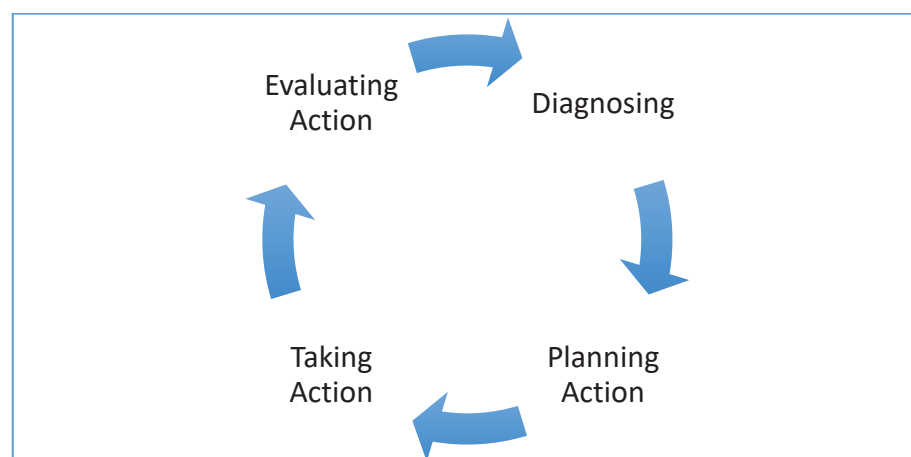 Evaluating
Action
Diagnosing
Taking
Action
Planning
Action